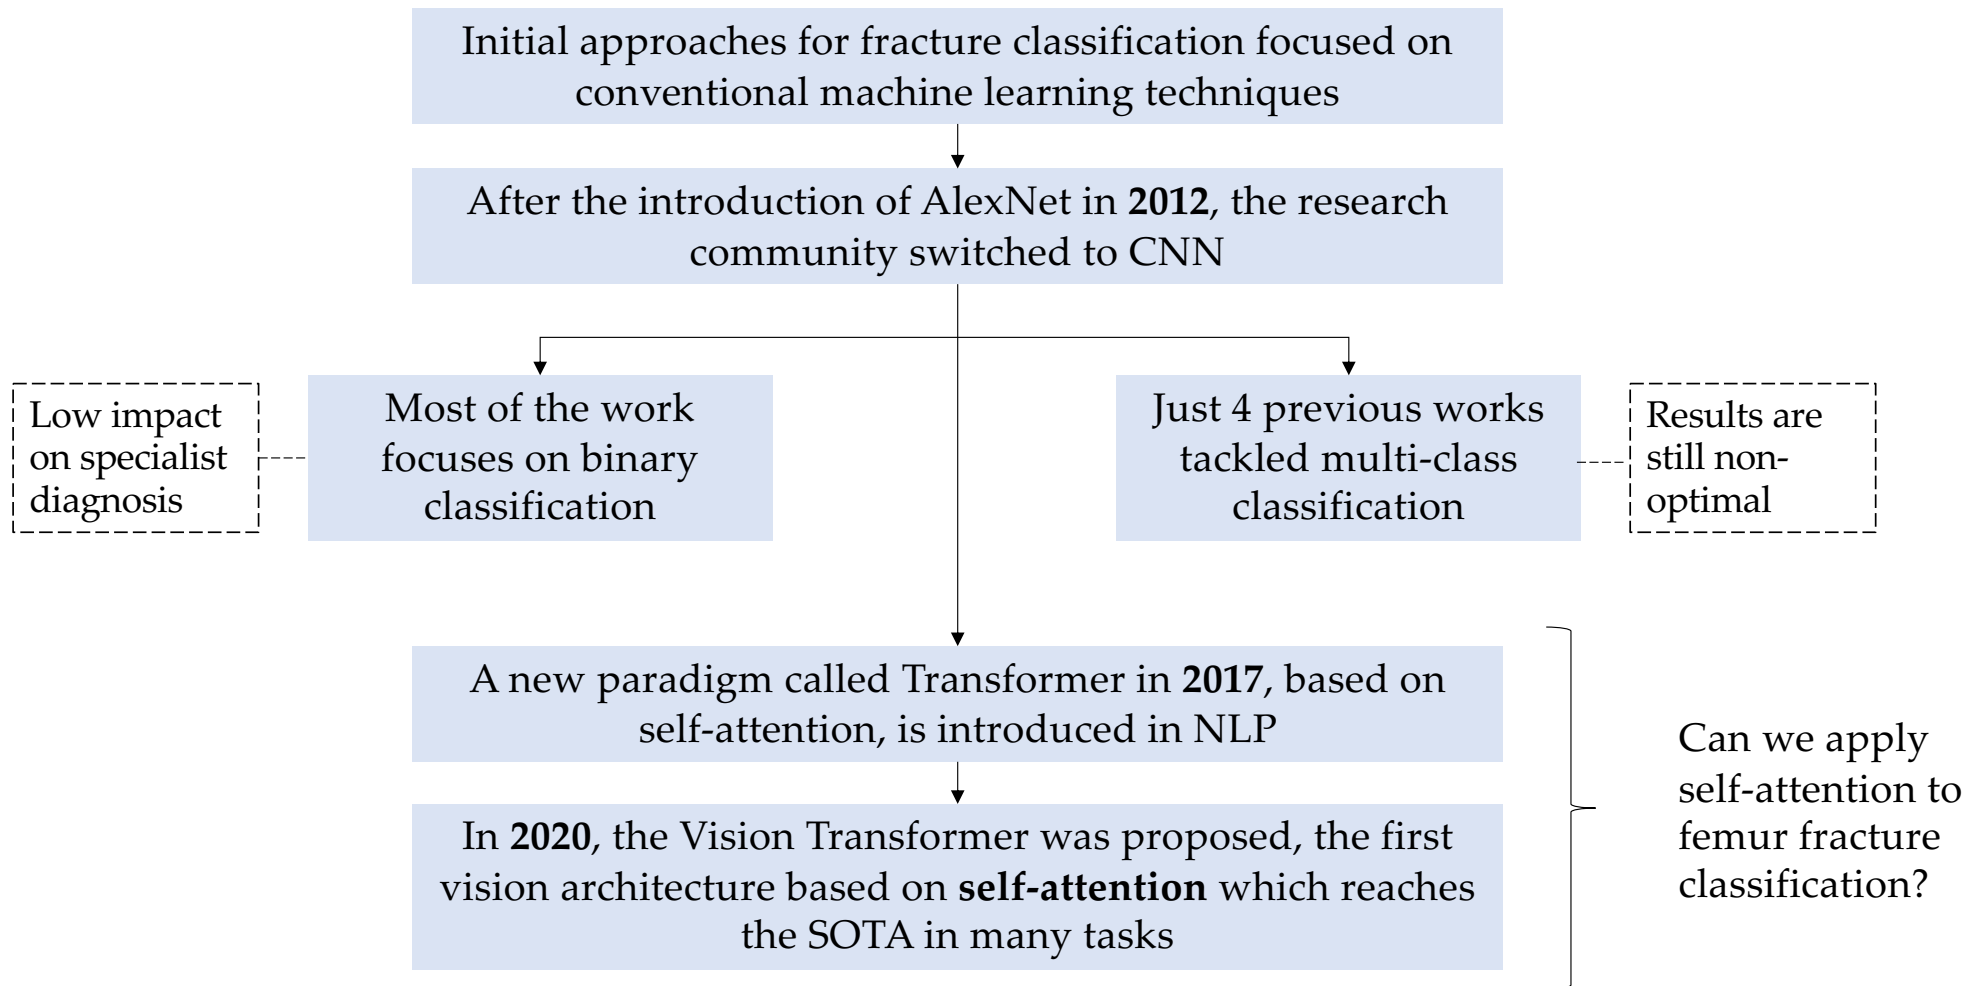 Initial approaches for fracture classification focused on
conventional machine learning techniques
After the introduction of AlexNet in 2012, the research
community switched to CNN
Low impact
on specialist
diagnosis
Most of the work
focuses on binary
classification
Just 4 previous works
tackled multi-class
classification
Results are
still non-
optimal
A new paradigm called Transformer in 2017, based on
self-attention, is introduced in NLP
In 2020, the Vision Transformer was proposed, the first
vision architecture based on self-attention which reaches
the SOTA in many tasks
Can we apply
self-attention to
femur fracture
classification?